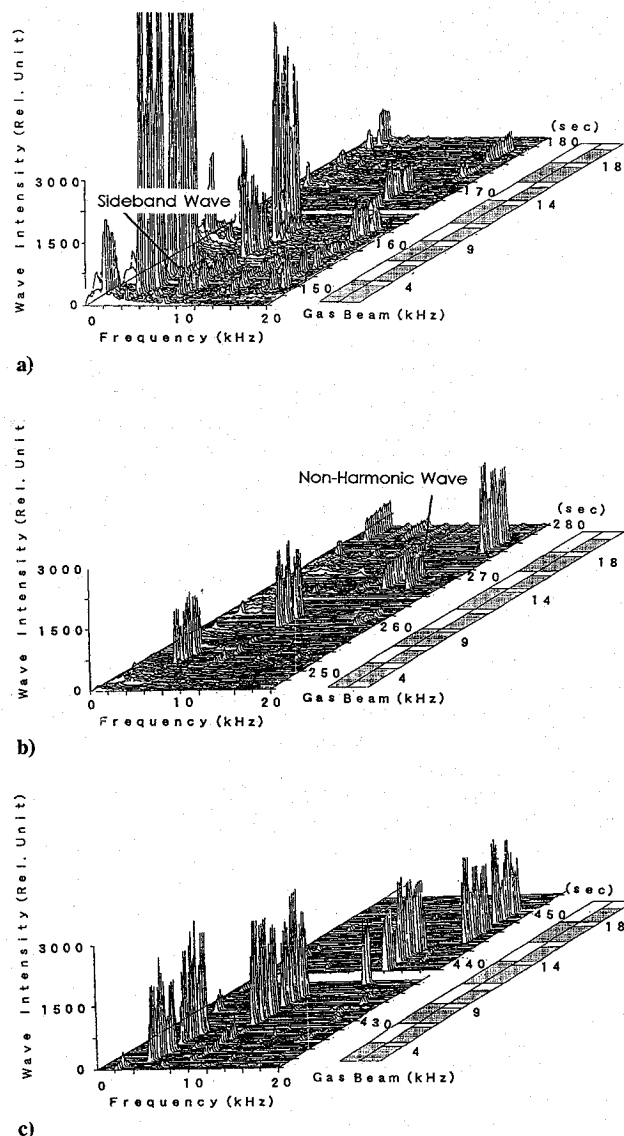 Wave Intensity (Rel. Unit)
3000
1500
0
Sideband Wave
(sec)
180
170
160
150
18
14
9
4
0
10
20
Frequency (kHz)
Gas Beam (kHz)
a)
Wave Intensity (Rel. Unit
3000
1500
0
Non-Harmonic Wave
(sec)
280
270
260
250
18
14
9
4
0
10
20
Frequency (kHz)
Gas Beam (kHz)
b)
Wave Intensity (Rel. Unit)
3000
1500
0
(sec)
450
440
430
18
14
9
4
0
10
20
Frequency (kHz)
Gas Beam (kHz)
c)